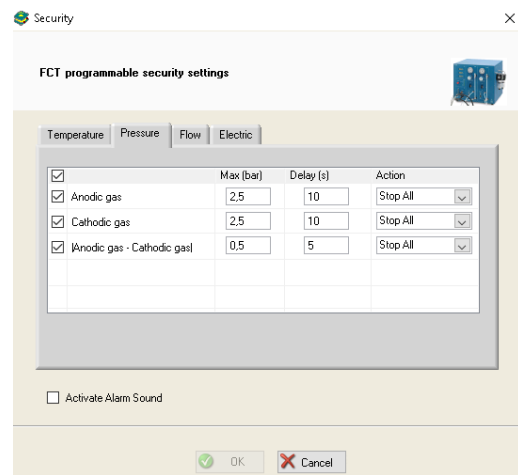 Security
FCT programmable security settings
Temperature Pressure Flow Electric
Max (bar) Delay (s) Action
Anodic gas 2,5 10 Stop All
Cathodic gas 2,5 10 Stop All
|Anodic gas - Cathodic gas| 0,5 5 Stop All
Activate Alarm Sound
OK Cancel